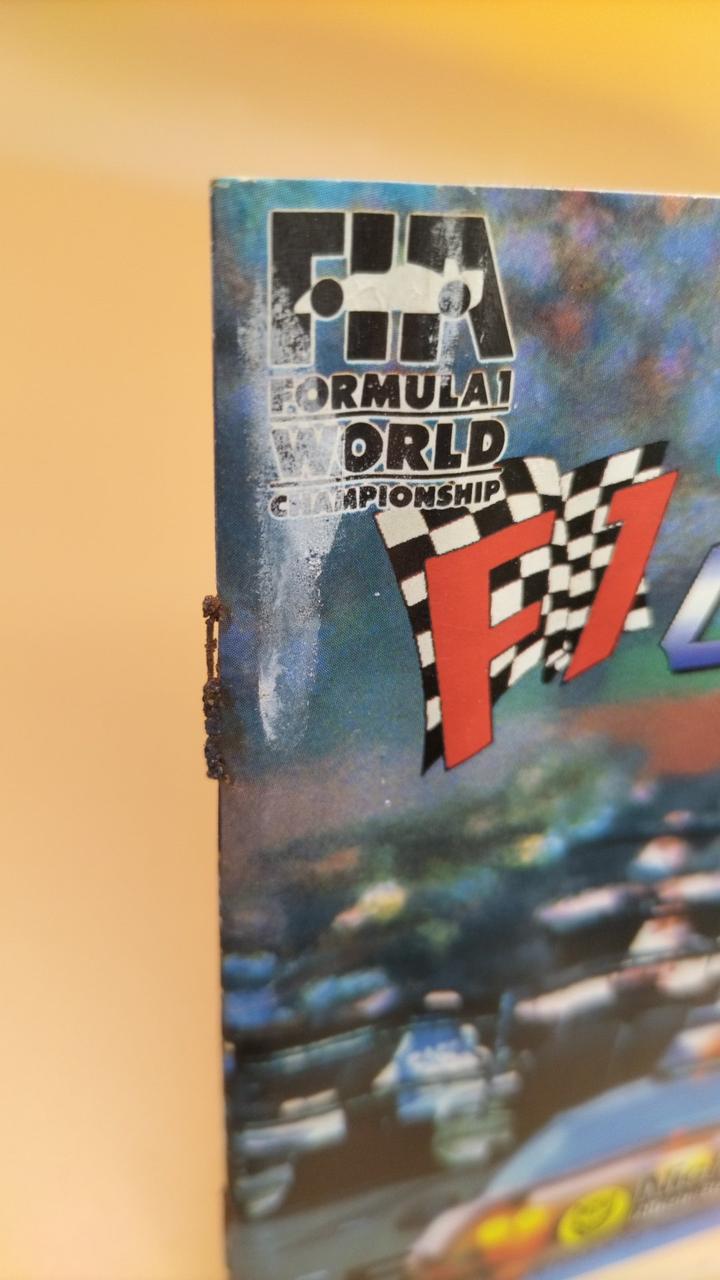 FIA
FORMULA 1
WORLD
CHAMPIONSHIP
F1